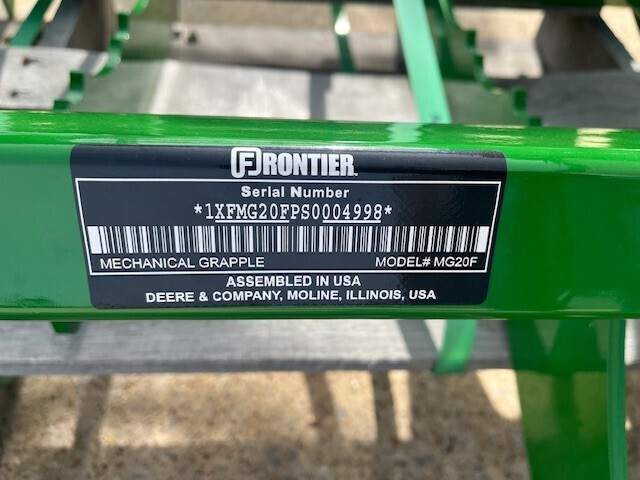 FRONTIER
Serial Number
*1XFMG20FPS0004998*
MECHANICAL GRAPPLE MODEL# MG20F
ASSEMBLED IN USA
DEERE & COMPANY, MOLINE, ILLINOIS, USA